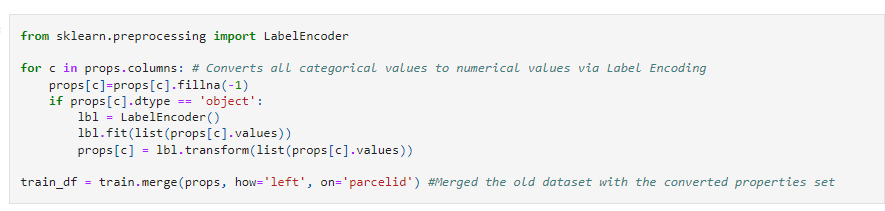 from sklearn.preprocessing import LabelEncoder
for c in props.columns: # Converts all categorical values to numerical values via Label Encoding
    props[c]=props[c].fillna(-1)
    if props[c].dtype == 'object':
        lbl = LabelEncoder()
        lbl.fit(list(props[c].values))
        props[c] = lbl.transform(list(props[c].values))
train_df = train.merge(props, how='left', on='parcelid') #Merged the old dataset with the converted properties set